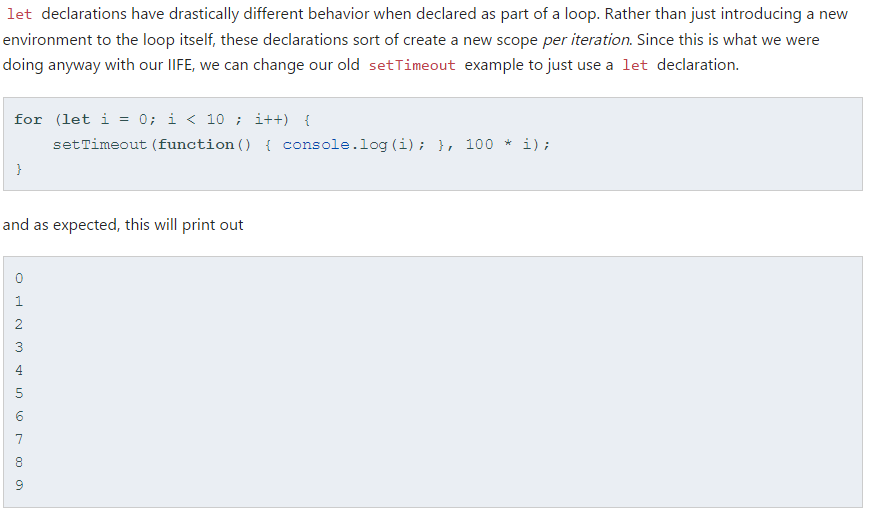 let declarations have drastically different behavior when declared as part of a loop. Rather than just introducing a new
environment to the loop itself, these declarations sort of create a new scope per iteration. Since this is what we were
doing anyway with our IIFE, we can change our old setTimeout example to just use a let declaration.
for (let i = 0; i < 10 ; i++) {
    setTimeout(function() { console.log(i); }, 100 * i);
}
and as expected, this will print out
0
1
2
3
4
5
6
7
8
9